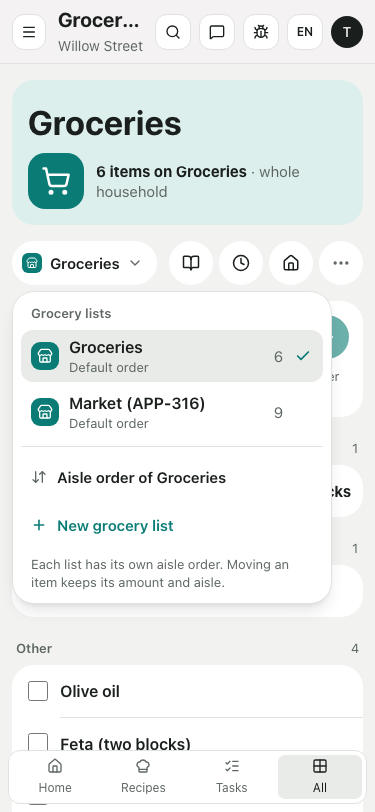 Grocer...
Willow Street
EN
T
Groceries
6 items on Groceries · whole
household
Groceries
Grocery lists
Groceries
Default order
6
Market (APP-316)
Default order
9
Aisle order of Groceries
New grocery list
Each list has its own aisle order. Moving an
item keeps its amount and aisle.
1
1
Other
4
Olive oil
Feta (two blocks)
Home
Recipes
Tasks
All